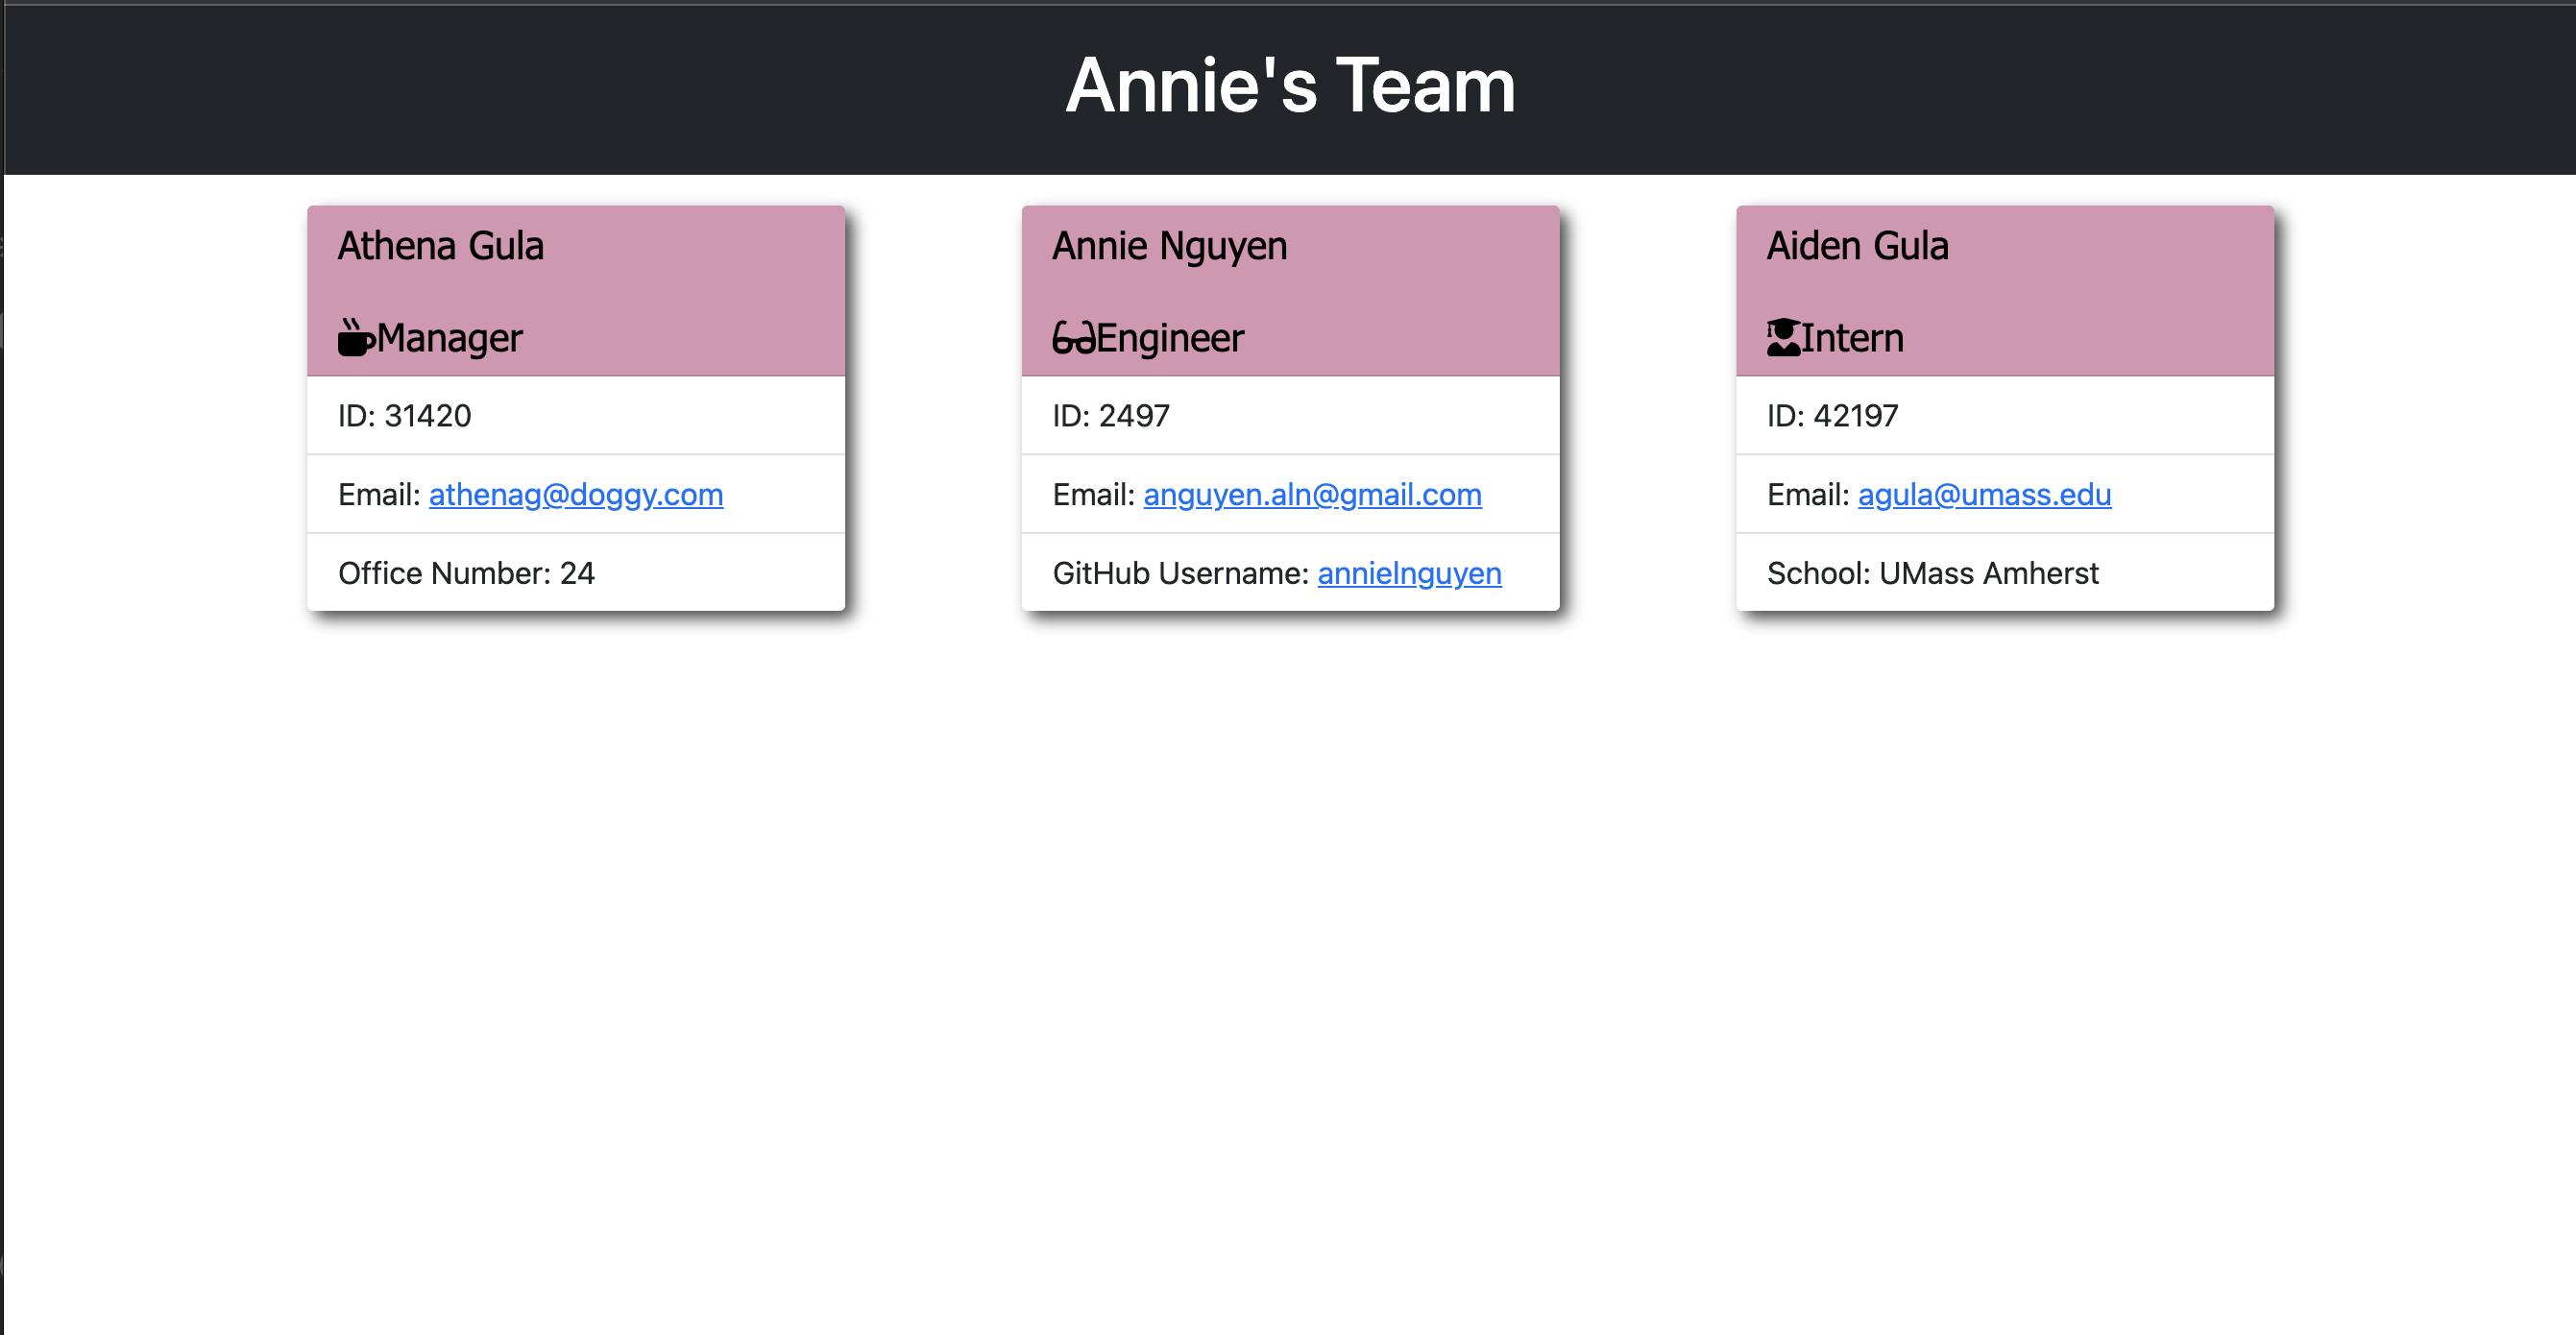 Annie's Team
Athena Gula
Manager
ID: 31420
Email: athenag@doggy.com
Office Number: 24
Annie Nguyen
Engineer
ID: 2497
Email: anguyen.aln@gmail.com
GitHub Username: annielnguyen
Aiden Gula
Intern
ID: 42197
Email: agula@umass.edu
School: UMass Amherst